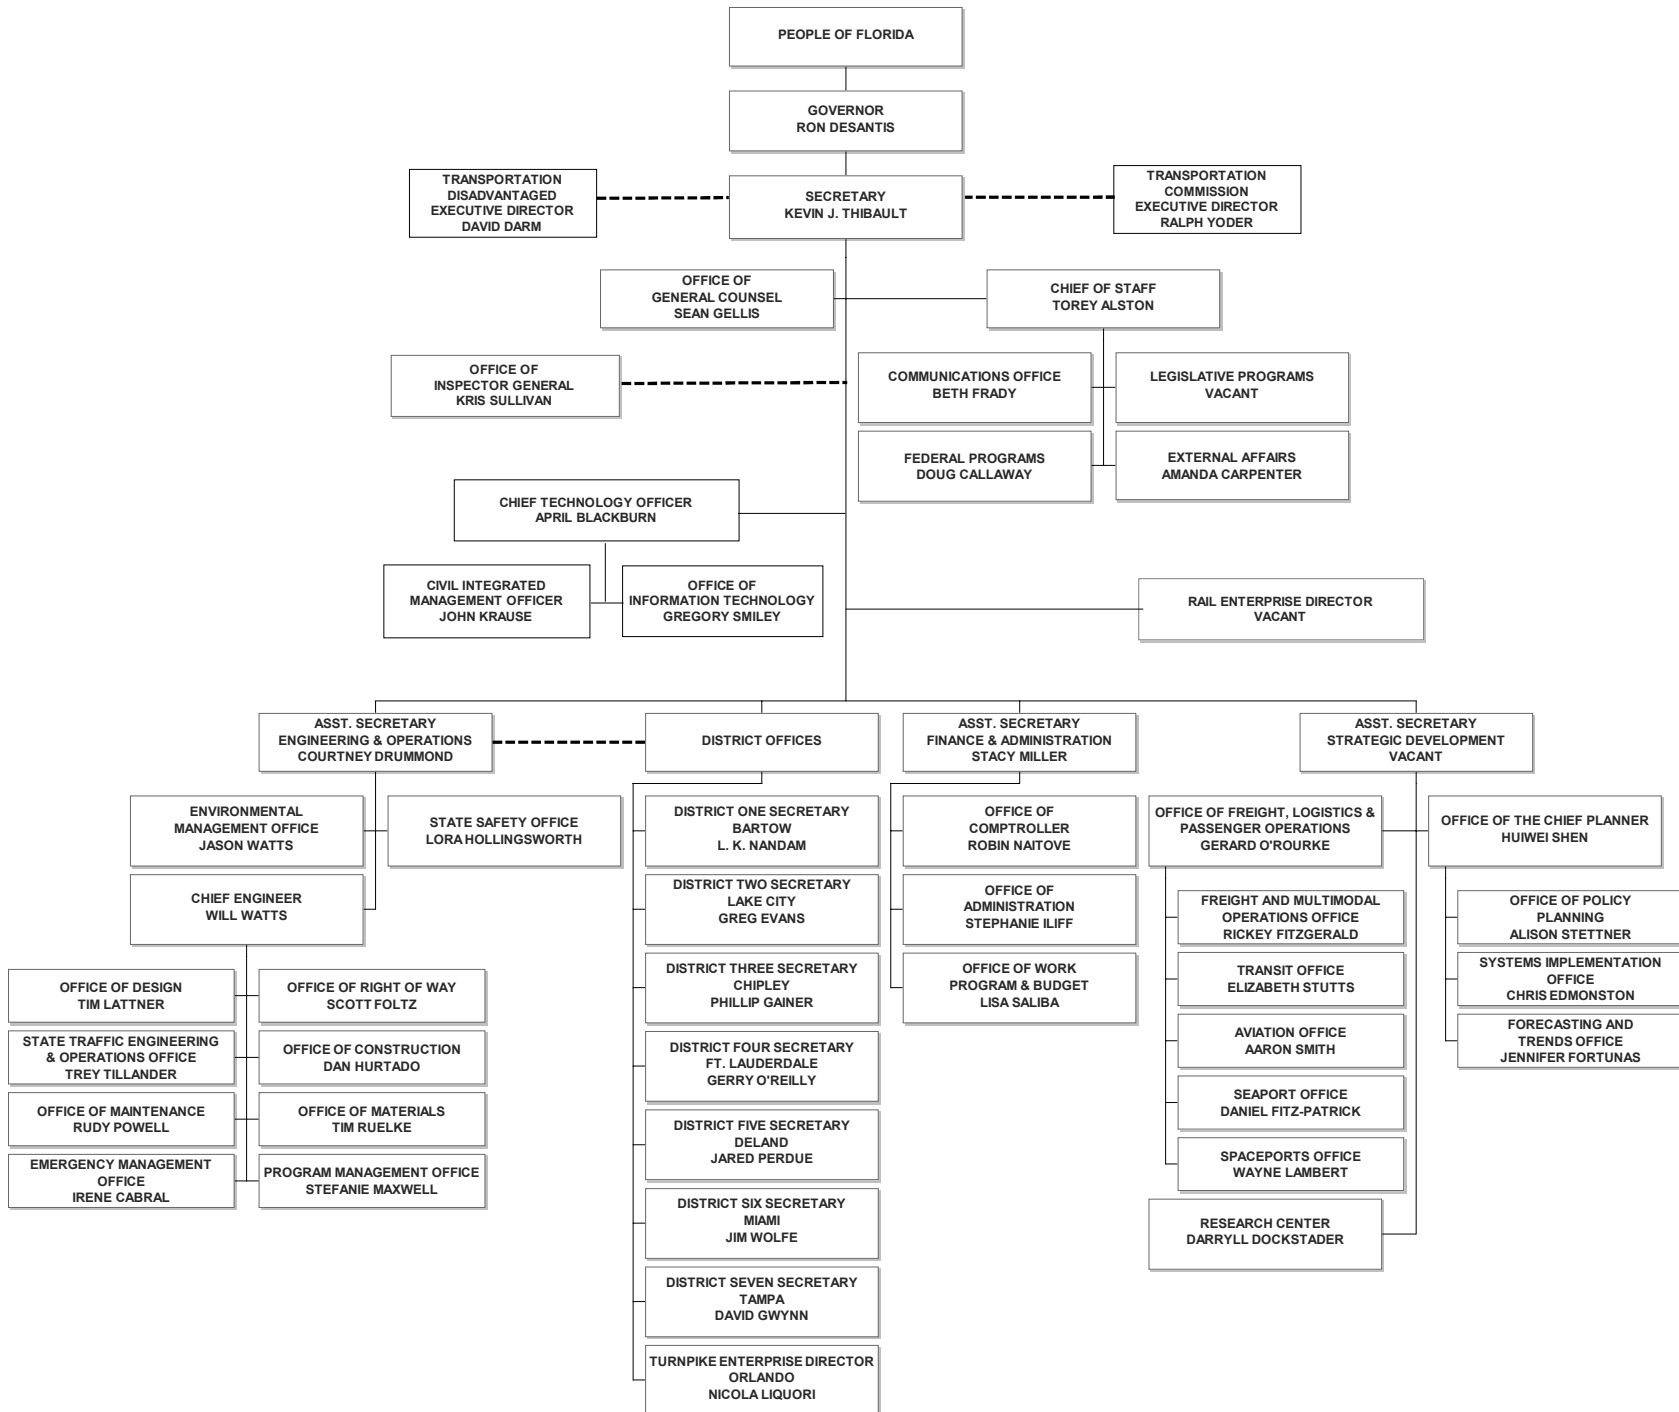 PEOPLE OF FLORIDA
GOVERNOR
RON DESANTIS
TRANSPORTATION
DISADVANTAGED
EXECUTIVE DIRECTOR
DAVID DARM
SECRETARY
KEVIN J. THIBAULT
TRANSPORTATION
COMMISSION
EXECUTIVE DIRECTOR
RALPH YODER
OFFICE OF
GENERAL COUNSEL
SEAN GELLIS
CHIEF OF STAFF
TOREY ALSTON
OFFICE OF
INSPECTOR GENERAL
KRIS SULLIVAN
COMMUNICATIONS OFFICE
BETH FRADY
LEGISLATIVE PROGRAMS
VACANT
FEDERAL PROGRAMS
DOUG CALLAWAY
EXTERNAL AFFAIRS
AMANDA CARPENTER
CHIEF TECHNOLOGY OFFICER
APRIL BLACKBURN
CIVIL INTEGRATED
MANAGEMENT OFFICER
JOHN KRAUSE
OFFICE OF
INFORMATION TECHNOLOGY
GREGORY SMILEY
RAIL ENTERPRISE DIRECTOR
VACANT
ASST. SECRETARY
ENGINEERING & OPERATIONS
COURTNEY DRUMMOND
DISTRICT OFFICES
ASST. SECRETARY
FINANCE & ADMINISTRATION
STACY MILLER
ASST. SECRETARY
STRATEGIC DEVELOPMENT
VACANT
ENVIRONMENTAL
MANAGEMENT OFFICE
JASON WATTS
STATE SAFETY OFFICE
LORA HOLLINGSWORTH
CHIEF ENGINEER
WILL WATTS
OFFICE OF DESIGN
TIM LATTNER
OFFICE OF RIGHT OF WAY
SCOTT FOLTZ
STATE TRAFFIC ENGINEERING
& OPERATIONS OFFICE
TREY TILLANDER
OFFICE OF CONSTRUCTION
DAN HURTADO
OFFICE OF MAINTENANCE
RUDY POWELL
OFFICE OF MATERIALS
TIM RUELKE
EMERGENCY MANAGEMENT
OFFICE
IRENE CABRAL
PROGRAM MANAGEMENT OFFICE
STEFANIE MAXWELL
DISTRICT ONE SECRETARY
BARTOW
L. K. NANDAM
DISTRICT TWO SECRETARY
LAKE CITY
GREG EVANS
DISTRICT THREE SECRETARY
CHIPLEY
PHILLIP GAINER
DISTRICT FOUR SECRETARY
FT. LAUDERDALE
GERRY O'REILLY
DISTRICT FIVE SECRETARY
DELAND
JARED PERDUE
DISTRICT SIX SECRETARY
MIAMI
JIM WOLFE
DISTRICT SEVEN SECRETARY
TAMPA
DAVID GWYNN
TURNPIKE ENTERPRISE DIRECTOR
ORLANDO
NICOLA LIQUORI
OFFICE OF
COMPTROLLER
ROBIN NAITOVE
OFFICE OF
ADMINISTRATION
STEPHANIE ILIFF
OFFICE OF WORK
PROGRAM & BUDGET
LISA SALIBA
OFFICE OF FREIGHT, LOGISTICS &
PASSENGER OPERATIONS
GERARD O'ROURKE
OFFICE OF THE CHIEF PLANNER
HUIWEI SHEN
FREIGHT AND MULTIMODAL
OPERATIONS OFFICE
RICKEY FITZGERALD
TRANSIT OFFICE
ELIZABETH STUTTS
AVIATION OFFICE
AARON SMITH
SEAPORT OFFICE
DANIEL FITZ-PATRICK
SPACEPORTS OFFICE
WAYNE LAMBERT
RESEARCH CENTER
DARRYLL DOCKSTADER
OFFICE OF POLICY
PLANNING
ALISON STETTNER
SYSTEMS IMPLEMENTATION
OFFICE
CHRIS EDMONSTON
FORECASTING AND
TRENDS OFFICE
JENNIFER FORTUNAS